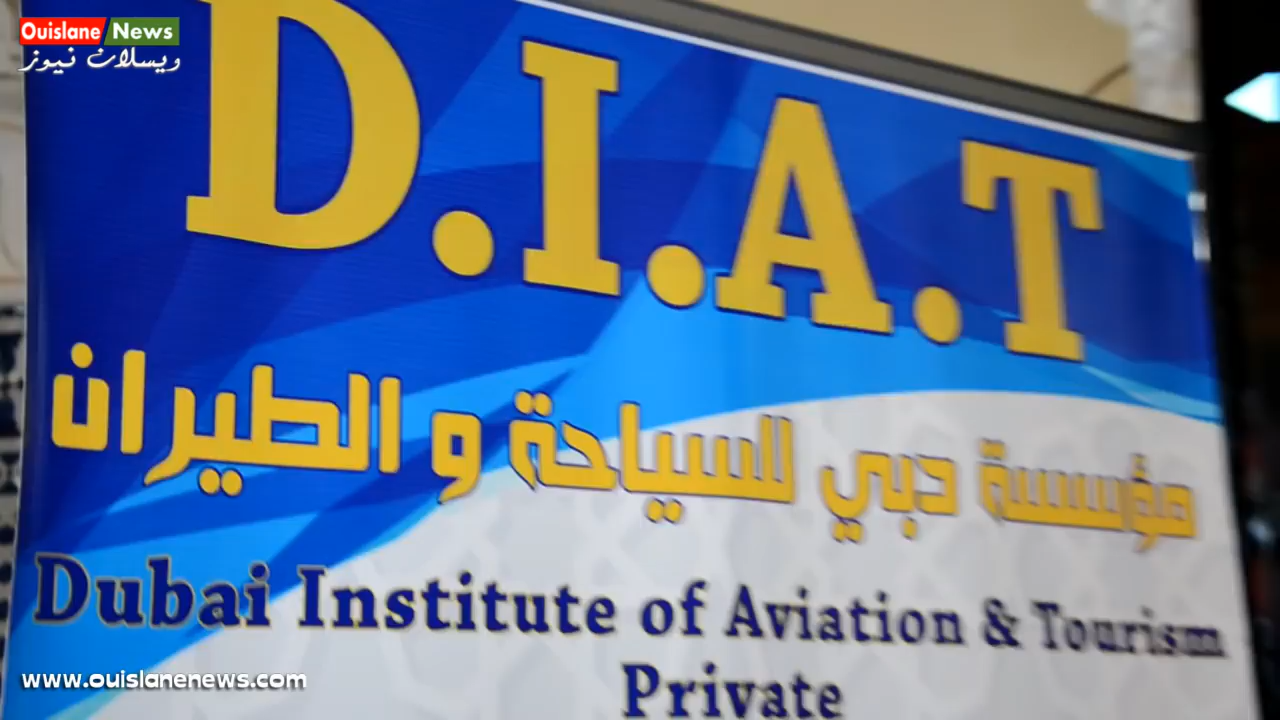 Ouislane News
ويسلان نيوز
D.I.A.T
مؤسسة دبي للسياحة و الطيران
Dubai Institute of Aviation & Tourism
Private
www.ouislanenews.com